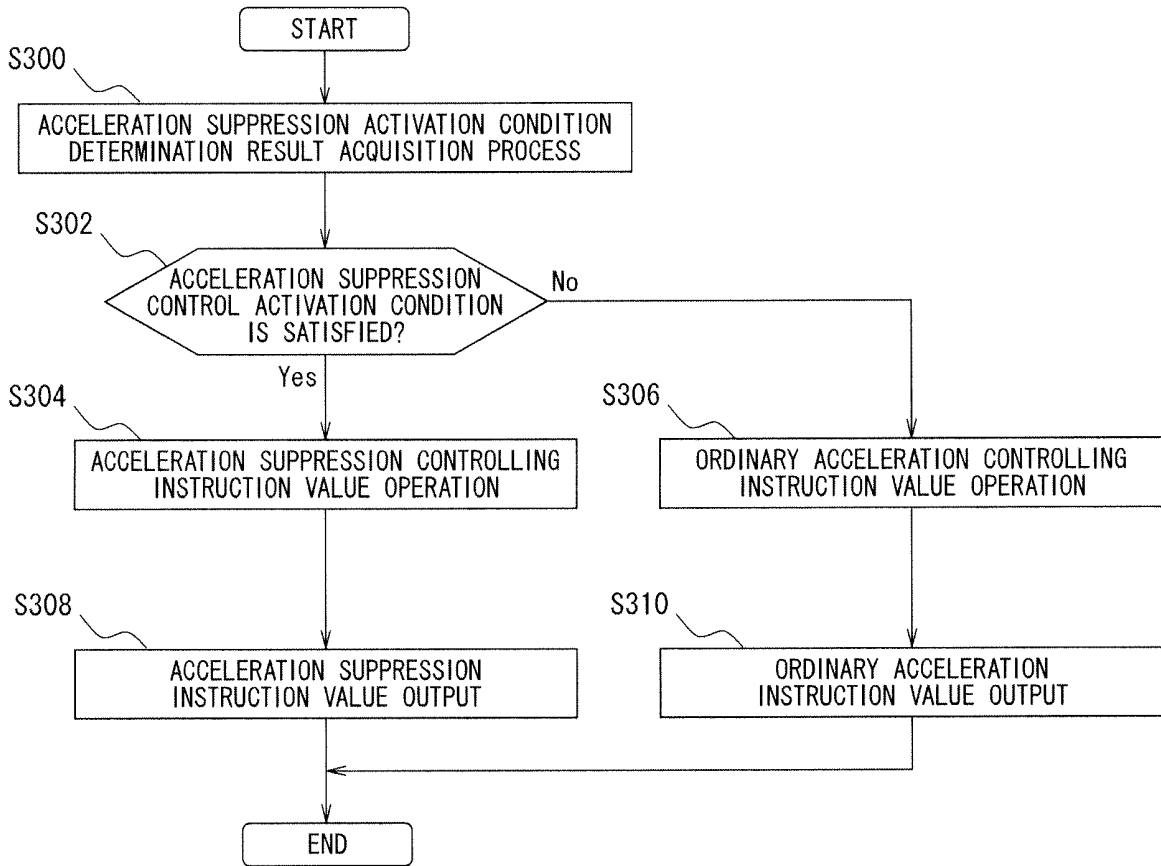 START
S300
ACCELERATION SUPPRESSION ACTIVATION CONDITION
DETERMINATION RESULT ACQUISITION PROCESS
S302
ACCELERATION SUPPRESSION
CONTROL ACTIVATION CONDITION
IS SATISFIED?
No
Yes
S304
ACCELERATION SUPPRESSION CONTROLLING
INSTRUCTION VALUE OPERATION
S306
ORDINARY ACCELERATION CONTROLLING
INSTRUCTION VALUE OPERATION
S308
ACCELERATION SUPPRESSION
INSTRUCTION VALUE OUTPUT
S310
ORDINARY ACCELERATION
INSTRUCTION VALUE OUTPUT
END